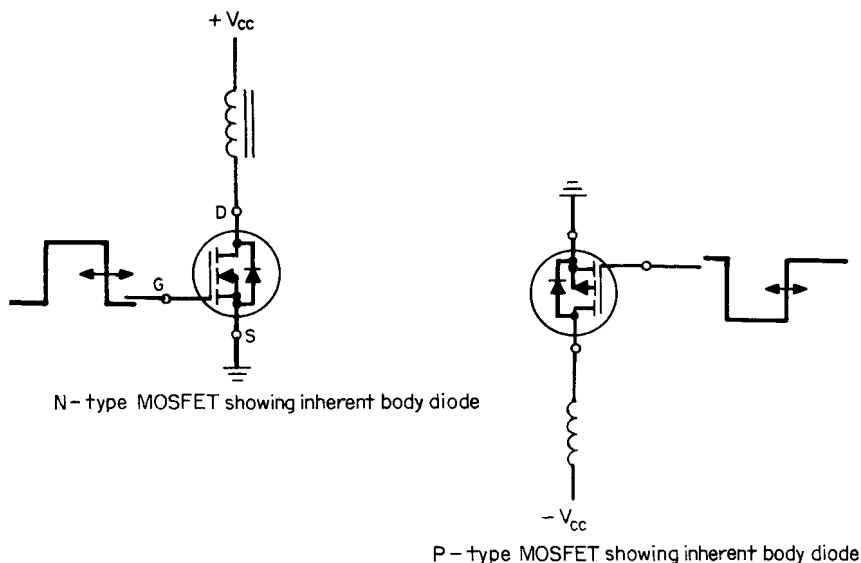 + Vcc
D
G
S
N-type MOSFET showing inherent body diode
- Vcc
P-type MOSFET showing inherent body diode